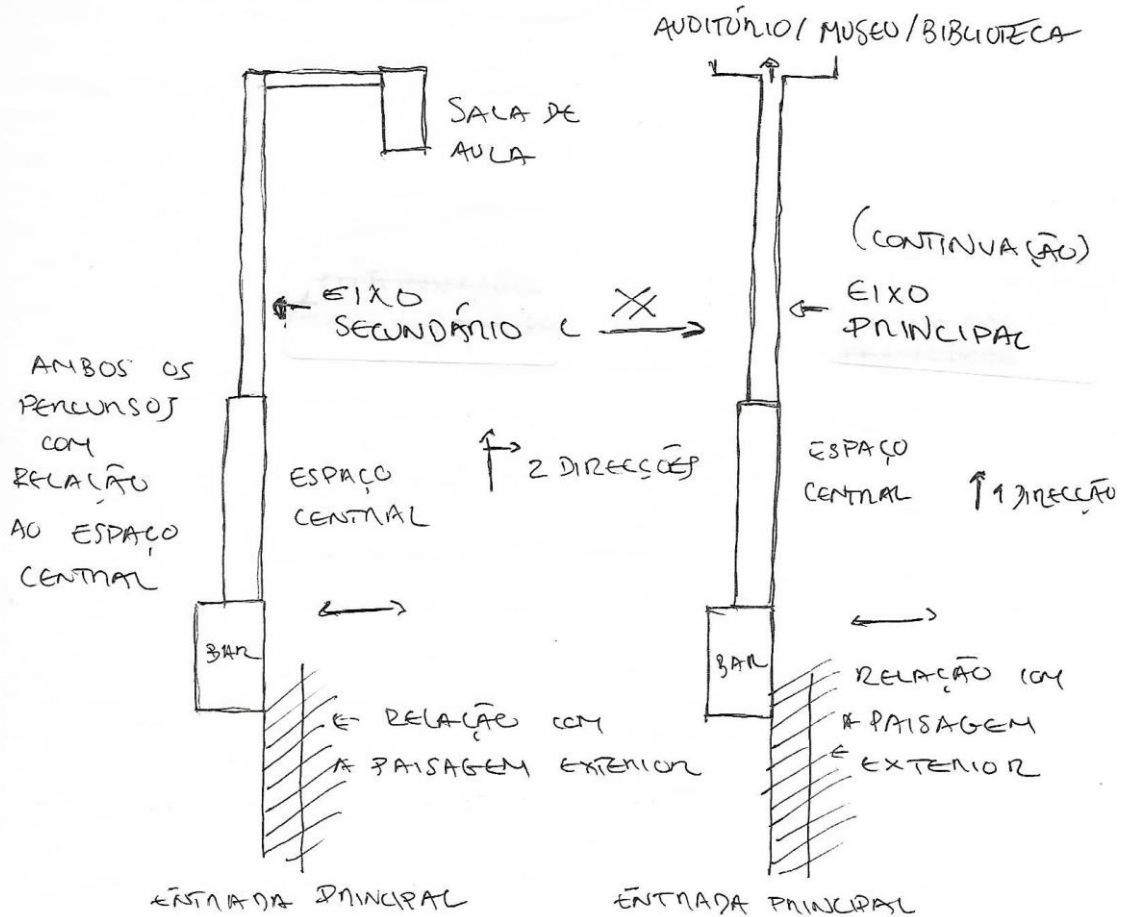 AUDITÓRIO / MUSEU / BIBLIOTECA
SALA DE
AULA
EIXO
SECUNDÁRIO
(CONTINUAÇÃO)
EIXO
PRINCIPAL
AMBOS OS
PERCURSOS
COM
RELAÇÃO
AO ESPAÇO
CENTRAL
ESPAÇO
CENTRAL
2 DIRECÇÕES
ESPAÇO
CENTRAL
1 DIRECÇÃO
BAR
RELAÇÃO COM
A PAISAGEM EXTERIOR
BAR
RELAÇÃO COM
A PAISAGEM
EXTERIOR
ENTRADA PRINCIPAL
ENTRADA PRINCIPAL